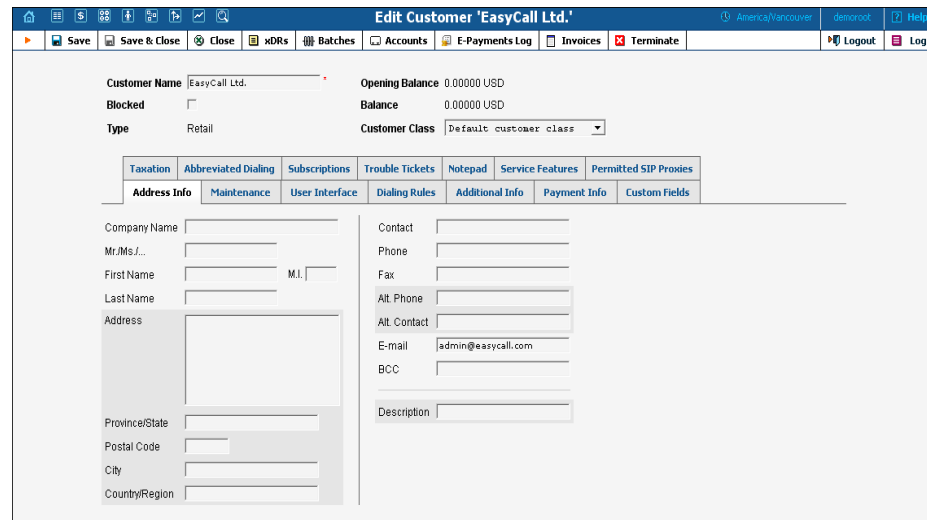 Edit Customer 'EasyCall Ltd.' America/Vancouver demoroot Help
Save Save & Close Close xDRs Batches Accounts E-Payments Log Invoices Terminate Logout Log
Customer Name EasyCall Ltd. * Opening Balance 0.00000 USD
Blocked Balance 0.00000 USD
Type Retail Customer Class Default customer class
Taxation Abbreviated Dialing Subscriptions Trouble Tickets Notepad Service Features Permitted SIP Proxies
Address Info Maintenance User Interface Dialing Rules Additional Info Payment Info Custom Fields
Company Name Contact
Mr./Ms./... Phone
First Name M.I. Fax
Last Name Alt. Phone
Address Alt. Contact
E-mail admin@easycall.com
BCC
Description
Province/State
Postal Code
City
Country/Region